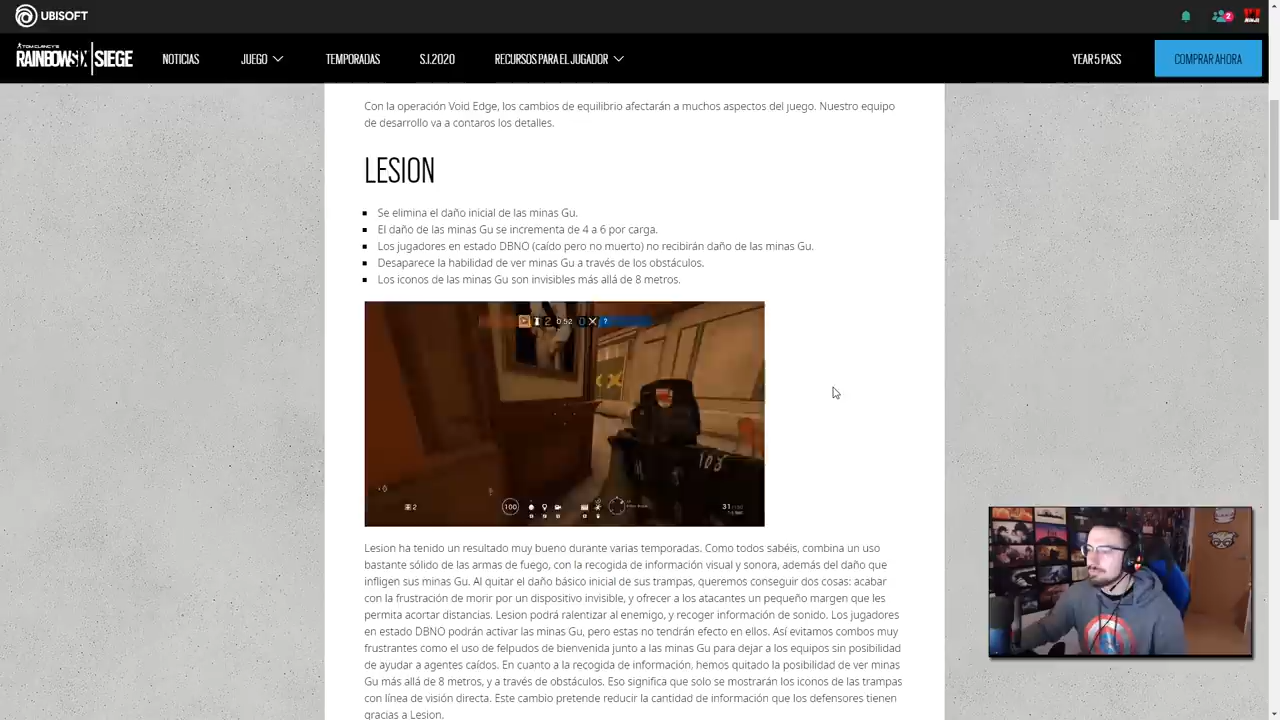 UBISOFT
2
TOM CLANCY'S
RAINBOW SIX | SIEGE
NOTICIAS
JUEGO
TEMPORADAS
S.I.2020
RECURSOS PARA EL JUGADOR
YEAR 5 PASS
COMPRAR AHORA
Con la operación Void Edge, los cambios de equilibrio afectarán a muchos aspectos del juego. Nuestro equipo
de desarrollo va a contaros los detalles.
LESION
Se elimina el daño inicial de las minas Gu.
El daño de las minas Gu se incrementa de 4 a 6 por carga.
Los jugadores en estado DBNO (caído pero no muerto) no recibirán daño de las minas Gu.
Desaparece la habilidad de ver minas Gu a través de los obstáculos.
Los iconos de las minas Gu son invisibles más allá de 8 metros.
2 0:52 0 ?
2
100
31
Lesion ha tenido un resultado muy bueno durante varias temporadas. Como todos sabéis, combina un uso
bastante sólido de las armas de fuego, con la recogida de información visual y sonora, además del daño que
infligen sus minas Gu. Al quitar el daño básico inicial de sus trampas, queremos conseguir dos cosas: acabar
con la frustración de morir por un dispositivo invisible, y ofrecer a los atacantes un pequeño margen que les
permita acortar distancias. Lesion podrá ralentizar al enemigo, y recoger información de sonido. Los jugadores
en estado DBNO podrán activar las minas Gu, pero estas no tendrán efecto en ellos. Así evitamos combos muy
frustrantes como el uso de felpudos de bienvenida junto a las minas Gu para dejar a los equipos sin posibilidad
de ayudar a agentes caídos. En cuanto a la recogida de información, hemos quitado la posibilidad de ver minas
Gu más allá de 8 metros, y a través de obstáculos. Eso significa que solo se mostrarán los iconos de las trampas
con línea de visión directa. Este cambio pretende reducir la cantidad de información que los defensores tienen
gracias a Lesion.